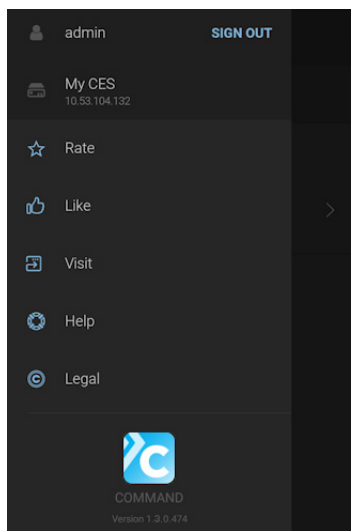 admin SIGN OUT
My CES
10.53.104.132
Rate
Like
Visit
Help
Legal
COMMAND
Version 1.3.0.474